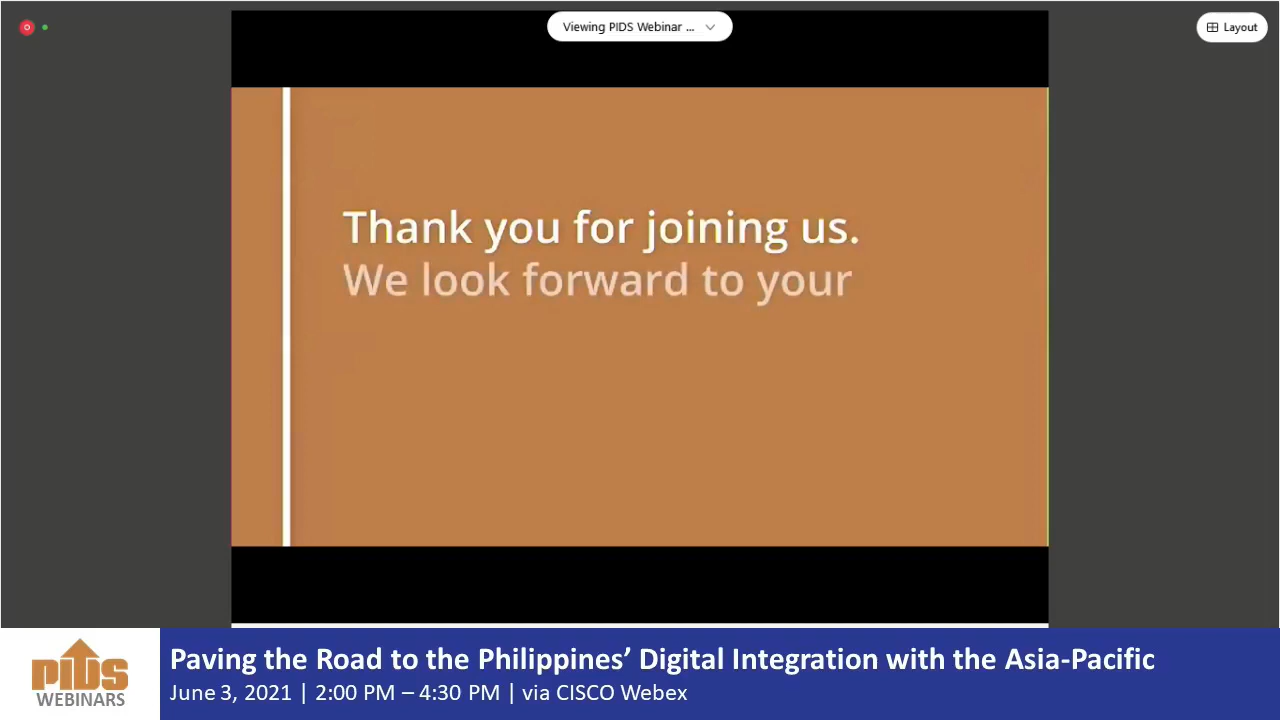 Viewing PIDS Webinar ...
Layout
Thank you for joining us.
We look forward to your
PIDS
WEBINARS
Paving the Road to the Philippines’ Digital Integration with the Asia-Pacific
June 3, 2021 | 2:00 PM – 4:30 PM | via CISCO Webex